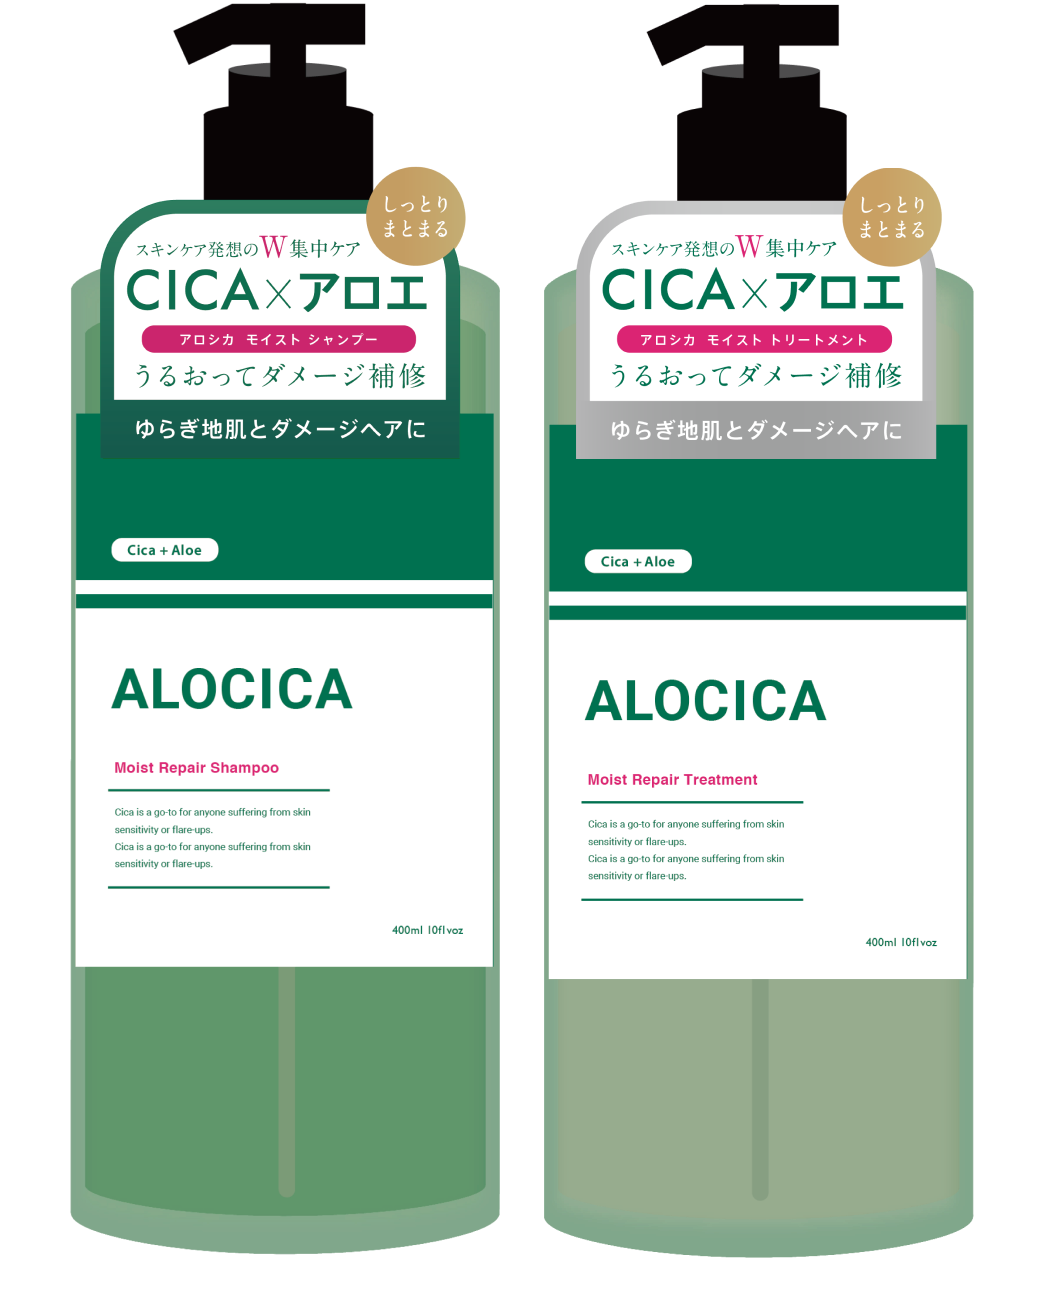 しっとり
まとまる
スキンケア発想のW集中ケア
CICA×アロエ
アロシカ モイスト シャンプー
うるおってダメージ補修
ゆらぎ地肌とダメージヘアに
Cica + Aloe
ALOCICA
Moist Repair Shampoo
Cica is a go-to for anyone suffering from skin
sensitivity or flare-ups.
Cica is a go-to for anyone suffering from skin
sensitivity or flare-ups.
400ml 10fl voz
しっとり
まとまる
スキンケア発想のW集中ケア
CICA×アロエ
アロシカ モイスト トリートメント
うるおってダメージ補修
ゆらぎ地肌とダメージヘアに
Cica + Aloe
ALOCICA
Moist Repair Treatment
Cica is a go-to for anyone suffering from skin
sensitivity or flare-ups.
Cica is a go-to for anyone suffering from skin
sensitivity or flare-ups.
400ml 10fl voz